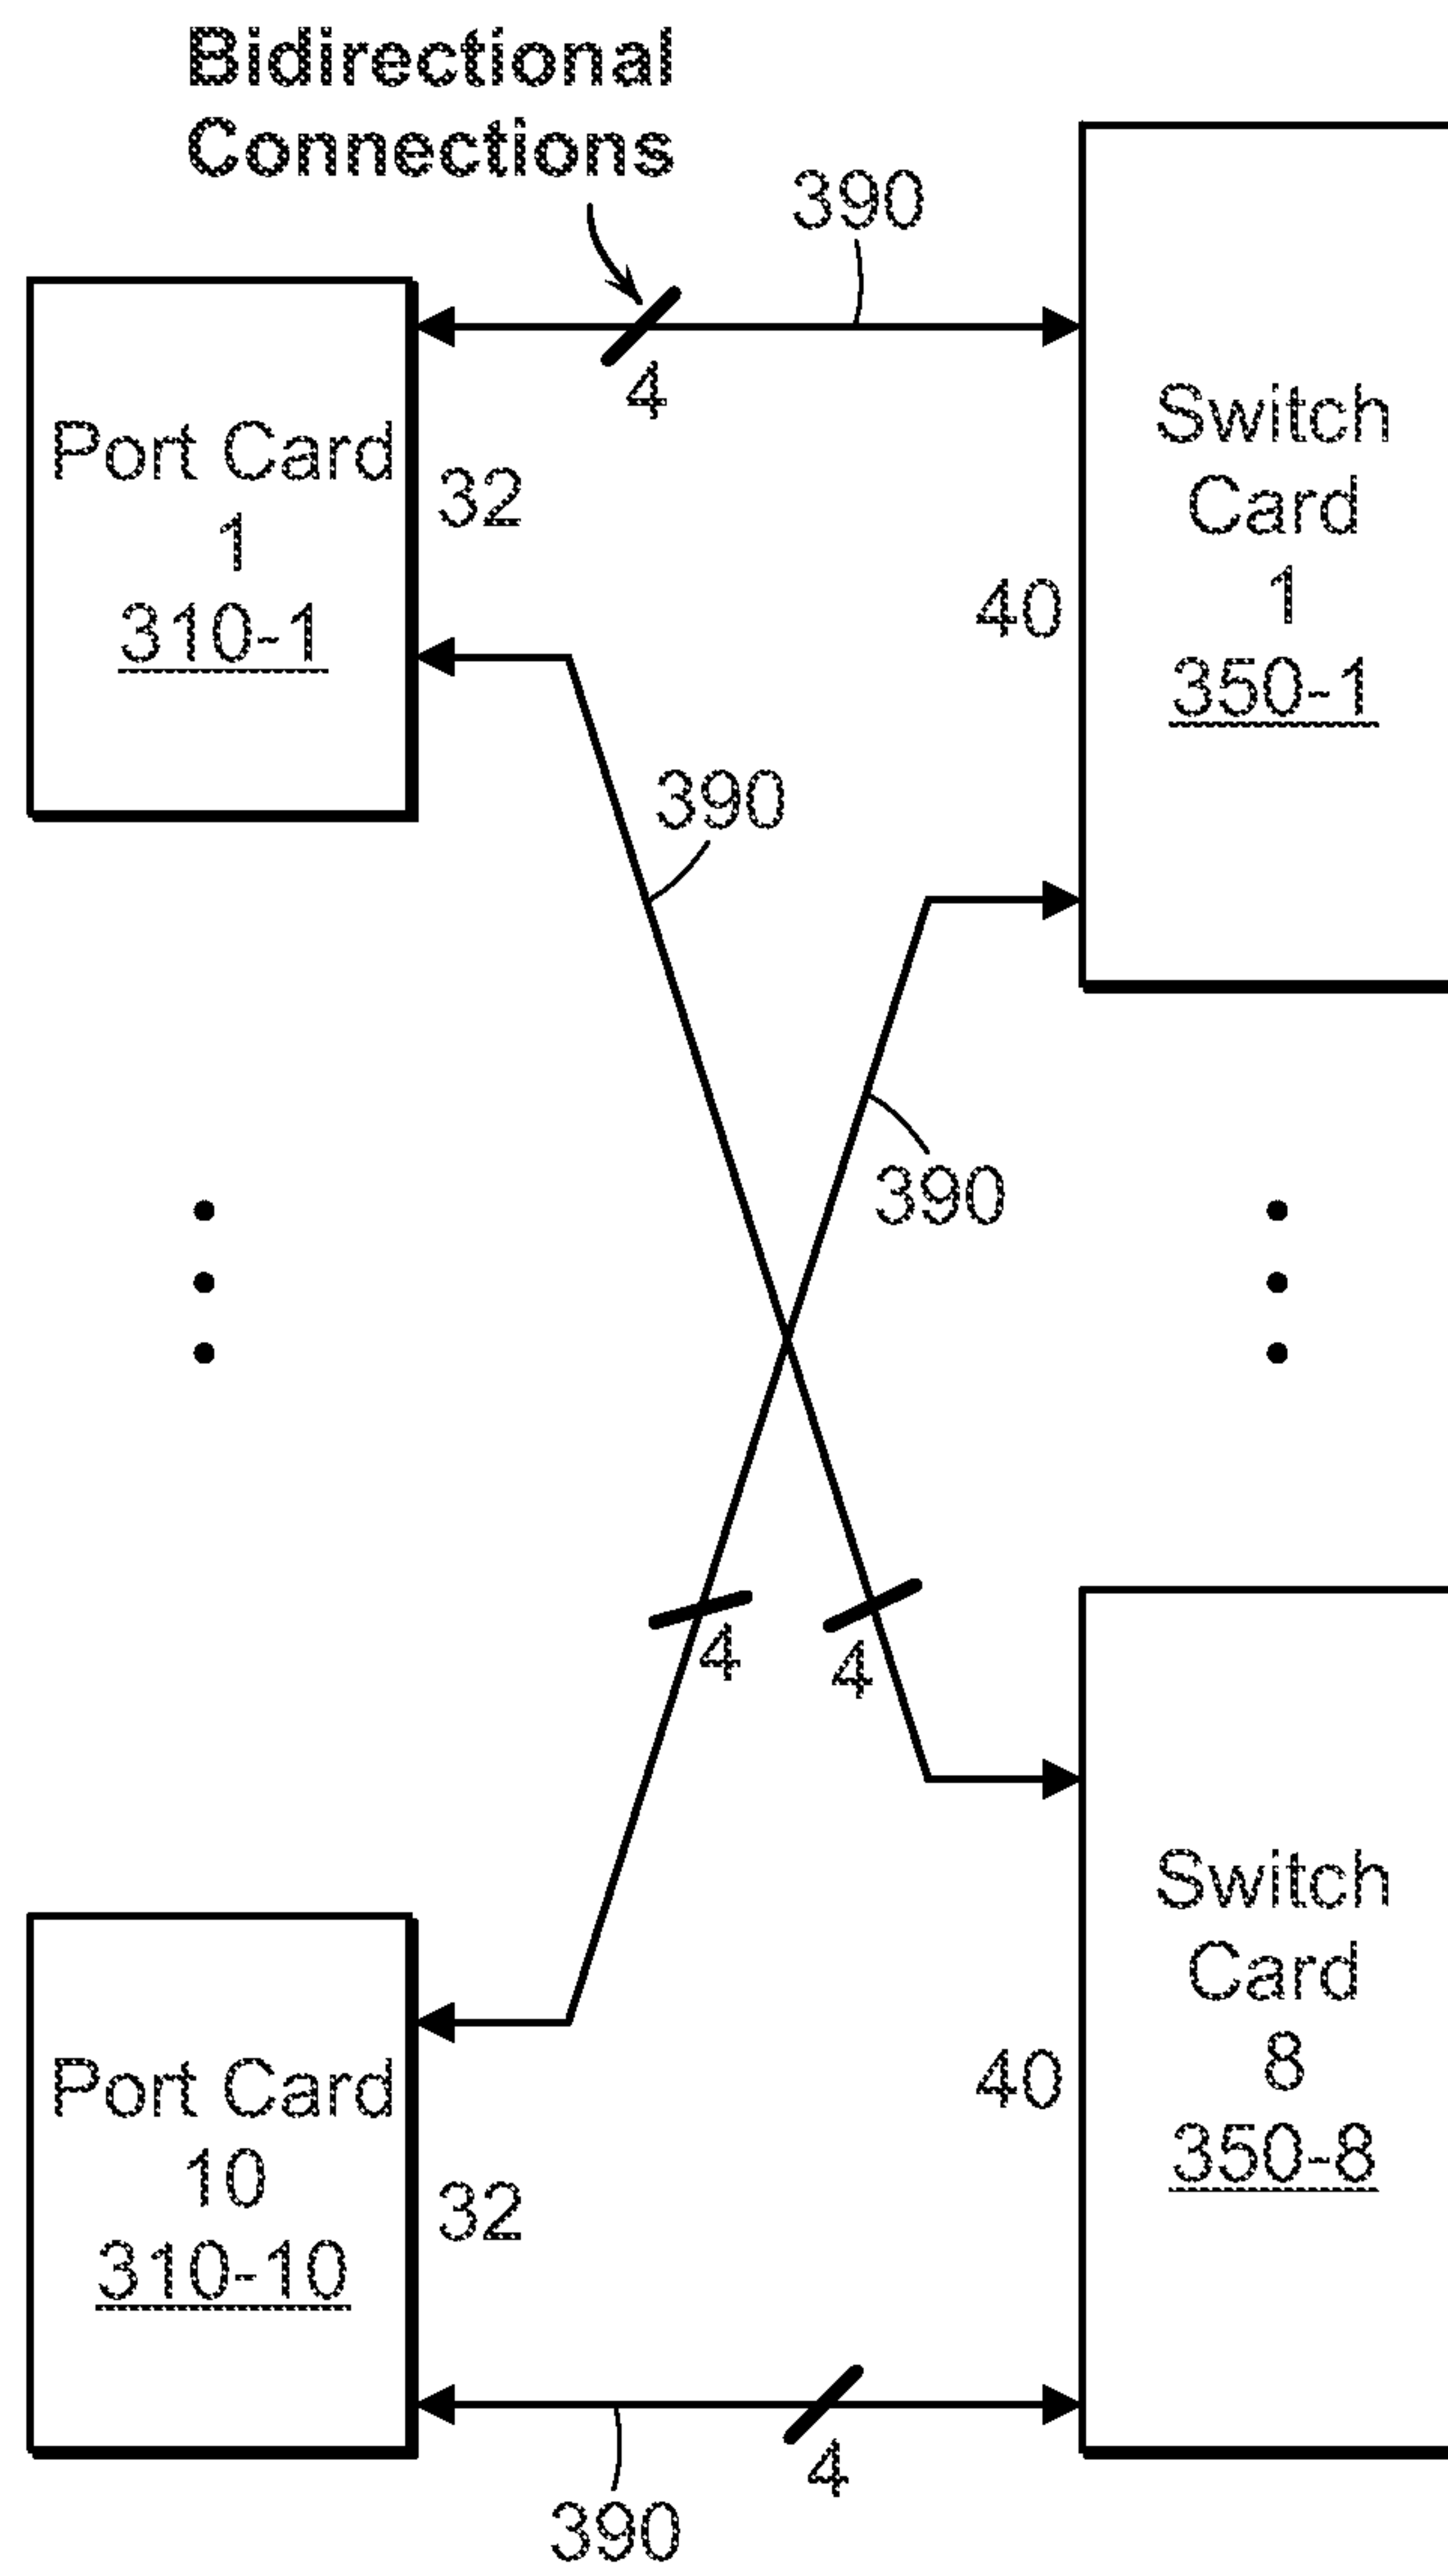 Bidirectional
Connections
390
4
Port Card
1
310-1
32
Switch
Card
1
350-1
40
390
390
4
4
Port Card
10
310-10
32
Switch
Card
8
350-8
40
4
390